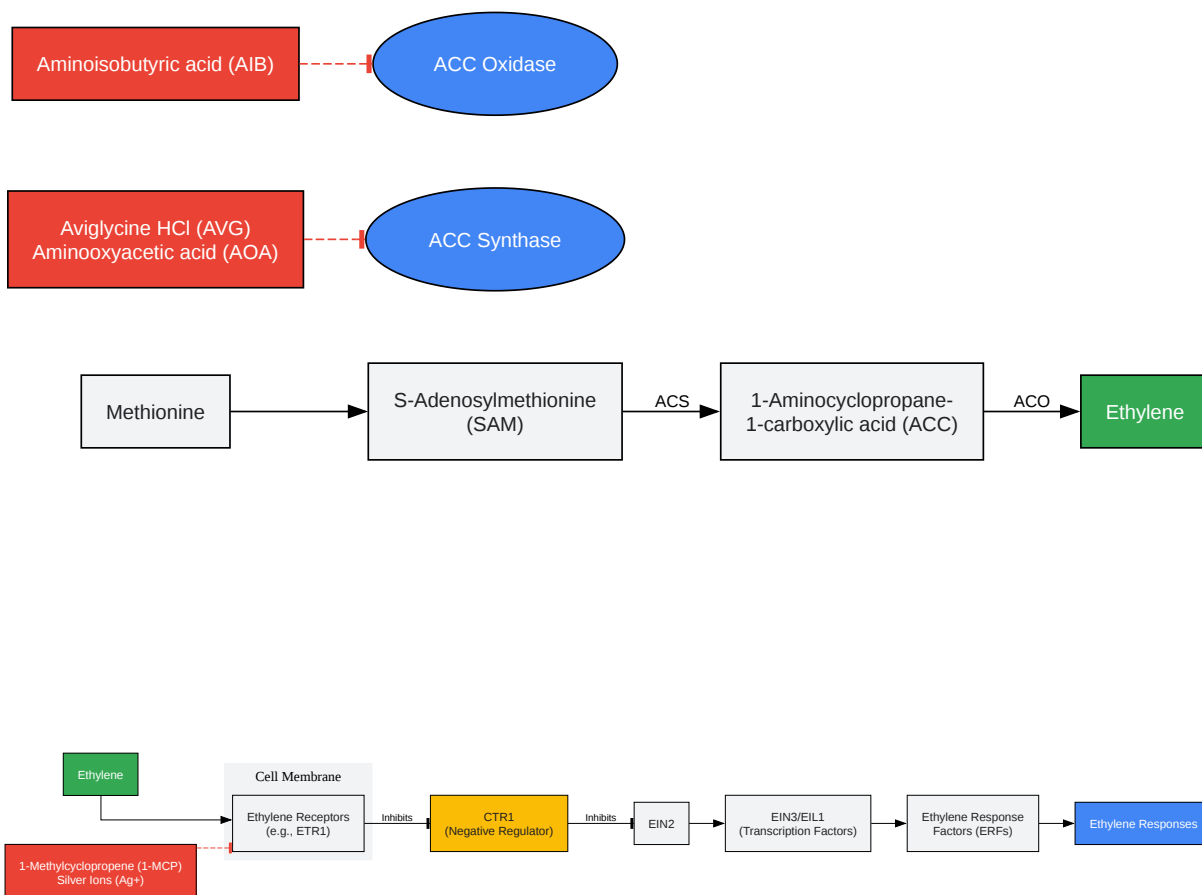 Aminoisobutyric acid (AIB)
ACC Oxidase
Aviglycine HCl (AVG)
Aminooxyacetic acid (AOA)
ACC Synthase
Methionine
S-Adenosylmethionine
(SAM)
ACS
1-Aminocyclopropane-
1-carboxylic acid (ACC)
ACO
Ethylene
Ethylene
Cell Membrane
Ethylene Receptors
(e.g., ETR1)
Inhibits
CTR1
(Negative Regulator)
Inhibits
EIN2
EIN3/EIL1
(Transcription Factors)
Ethylene Response
Factors (ERFs)
Ethylene Responses
1-Methylcyclopropene (1-MCP)
Silver Ions (Ag+)